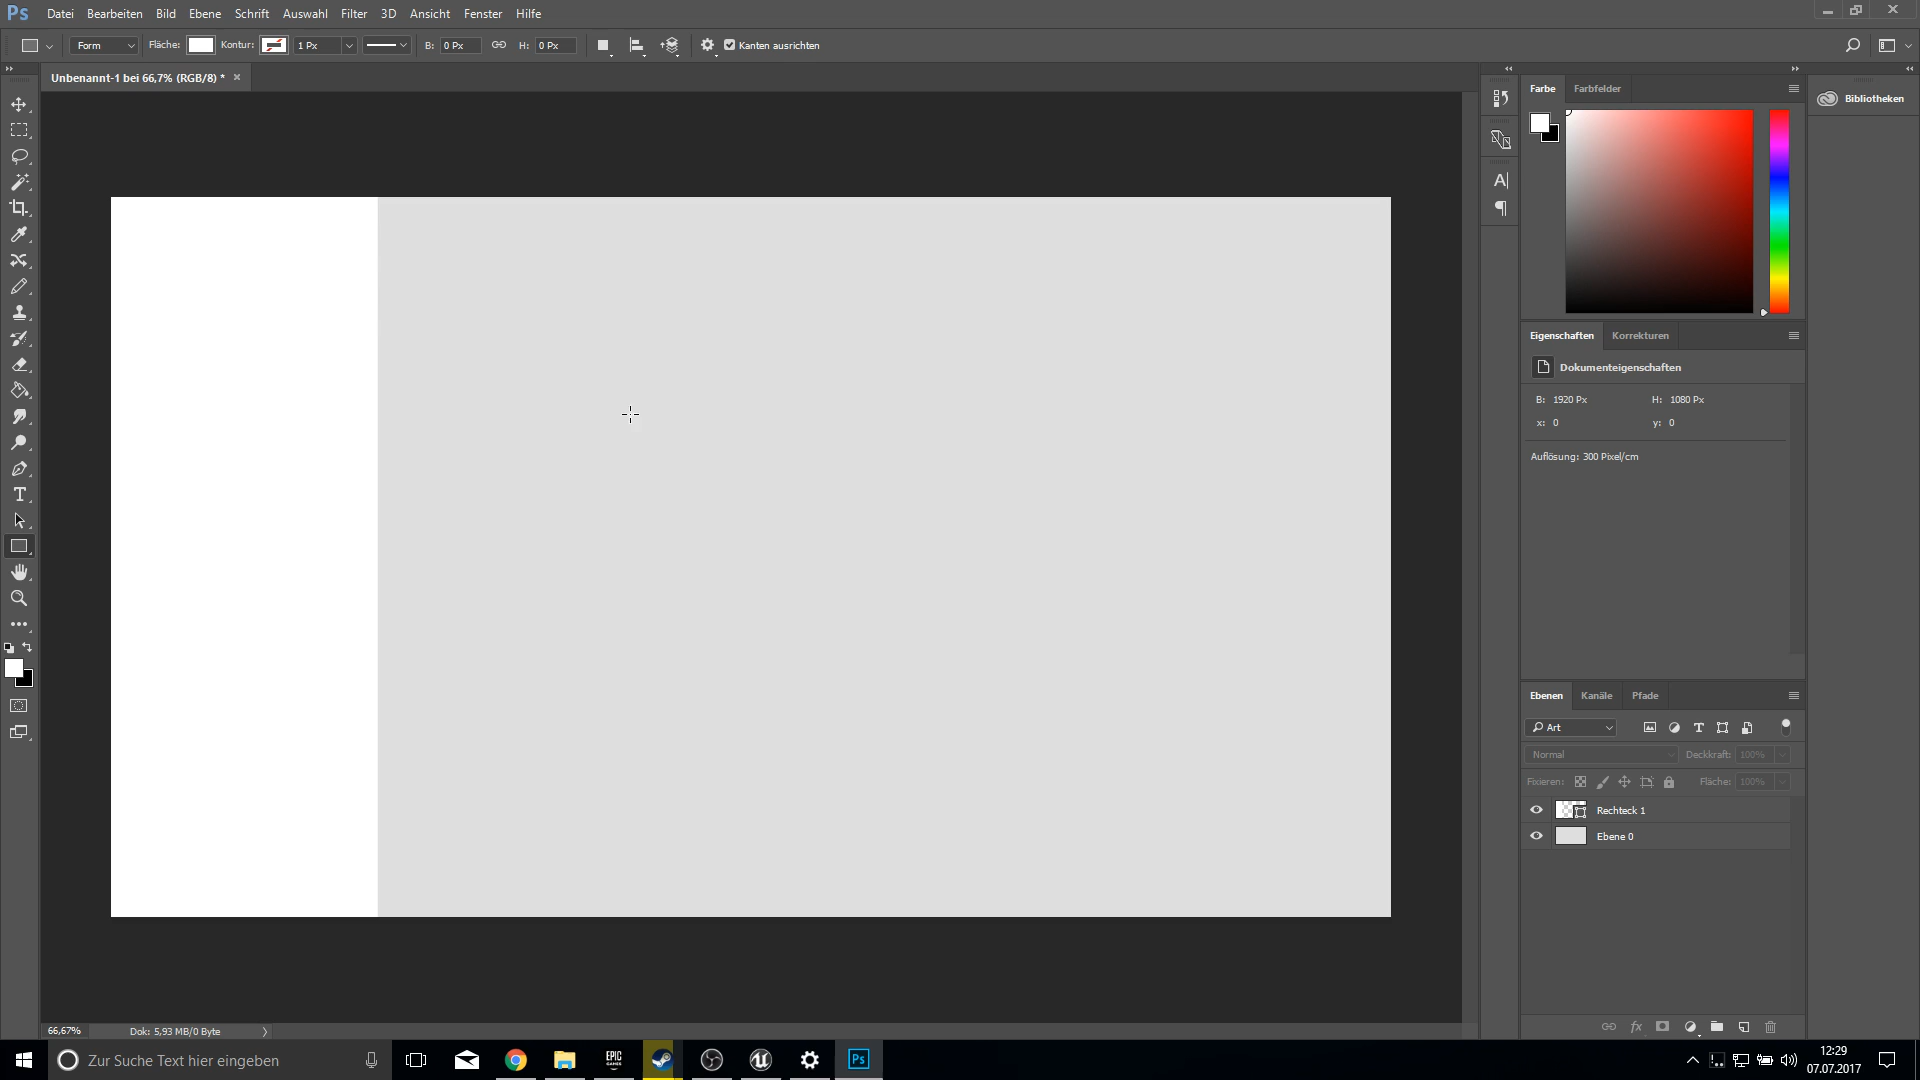 Ps Datei Bearbeiten Bild Ebene Schrift Auswahl Filter 3D Ansicht Fenster Hilfe
Form Fläche: Kontur: 1 Px B: 0 Px H: 0 Px Kanten ausrichten
Unbenannt-1 bei 66,7% (RGB/8) * ×
Farbe Farbfelder
Bibliotheken
Eigenschaften Korrekturen
Dokumenteigenschaften
B: 1920 Px H: 1080 Px
x: 0 y: 0
Auflösung: 300 Pixel/cm
Ebenen Kanäle Pfade
Art
Normal Deckkraft: 100%
Fixieren: Fläche: 100%
Rechteck 1
Ebene 0
fx
66,67% Dok: 5,93 MB/0 Byte
Zur Suche Text hier eingeben
EPIC
GAMES
Ps
12:29
07.07.2017